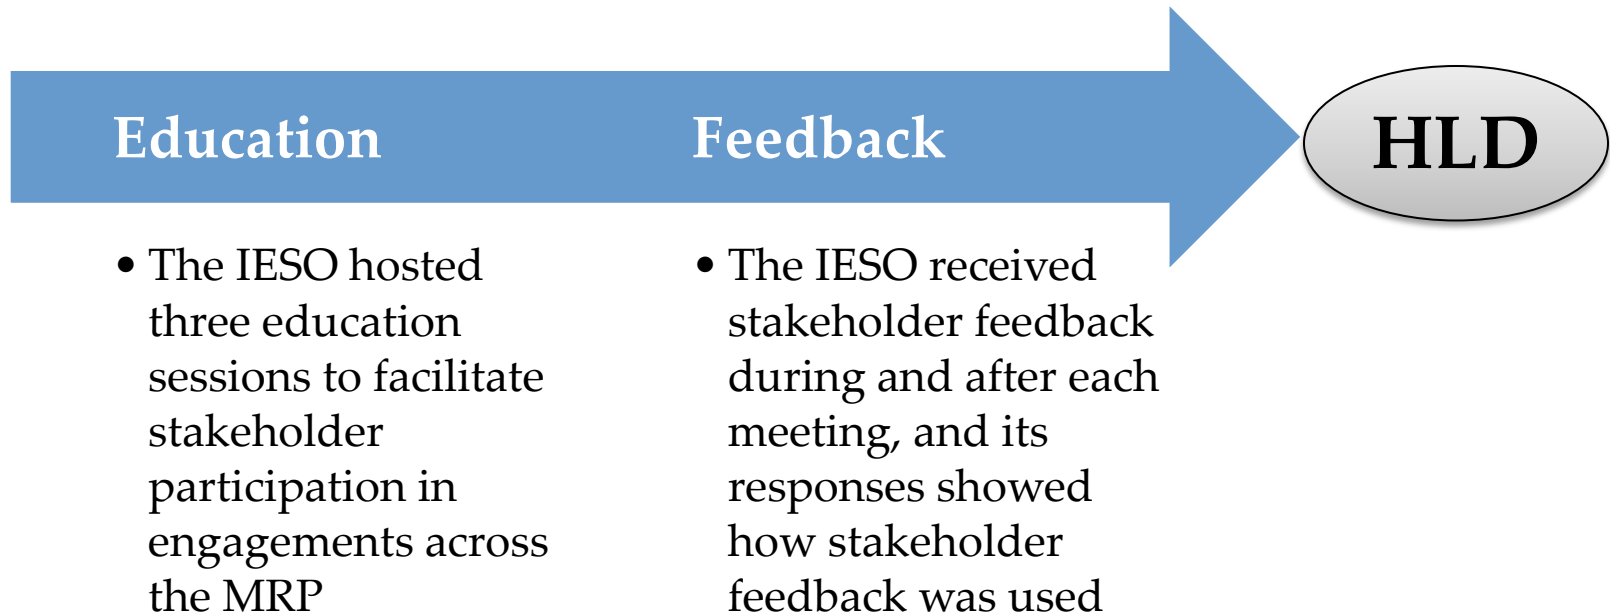 Education
Feedback
HLD
• The IESO hosted
three education
sessions to facilitate
stakeholder
participation in
engagements across
the MRP
• The IESO received
stakeholder feedback
during and after each
meeting, and its
responses showed
how stakeholder
feedback was used